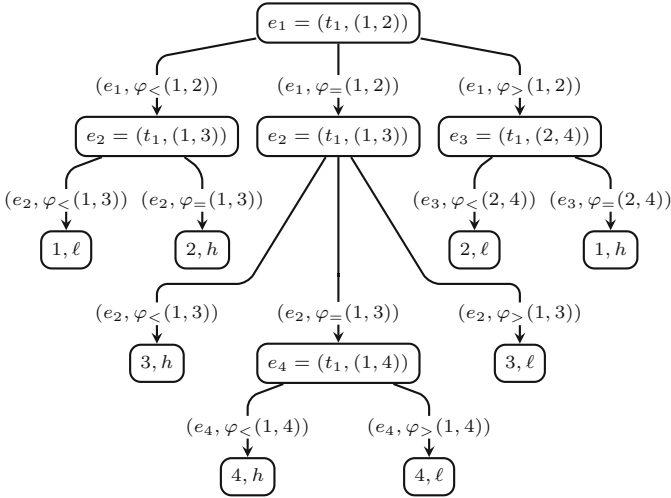 e₁ = (t₁, (1, 2))
(e₁, φ<(1, 2)) (e₁, φ=(1, 2)) (e₁, φ>(1, 2))
e₂ = (t₁, (1, 3)) e₂ = (t₁, (1, 3)) e₃ = (t₁, (2, 4))
(e₂, φ<(1, 3)) (e₂, φ=(1, 3)) (e₃, φ<(2, 4)) (e₃, φ=(2, 4))
1, ℓ 2, h 2, ℓ 1, h
(e₂, φ<(1, 3)) (e₂, φ=(1, 3)) (e₂, φ>(1, 3))
3, h e₄ = (t₁, (1, 4)) 3, ℓ
(e₄, φ<(1, 4)) (e₄, φ>(1, 4))
4, h 4, ℓ